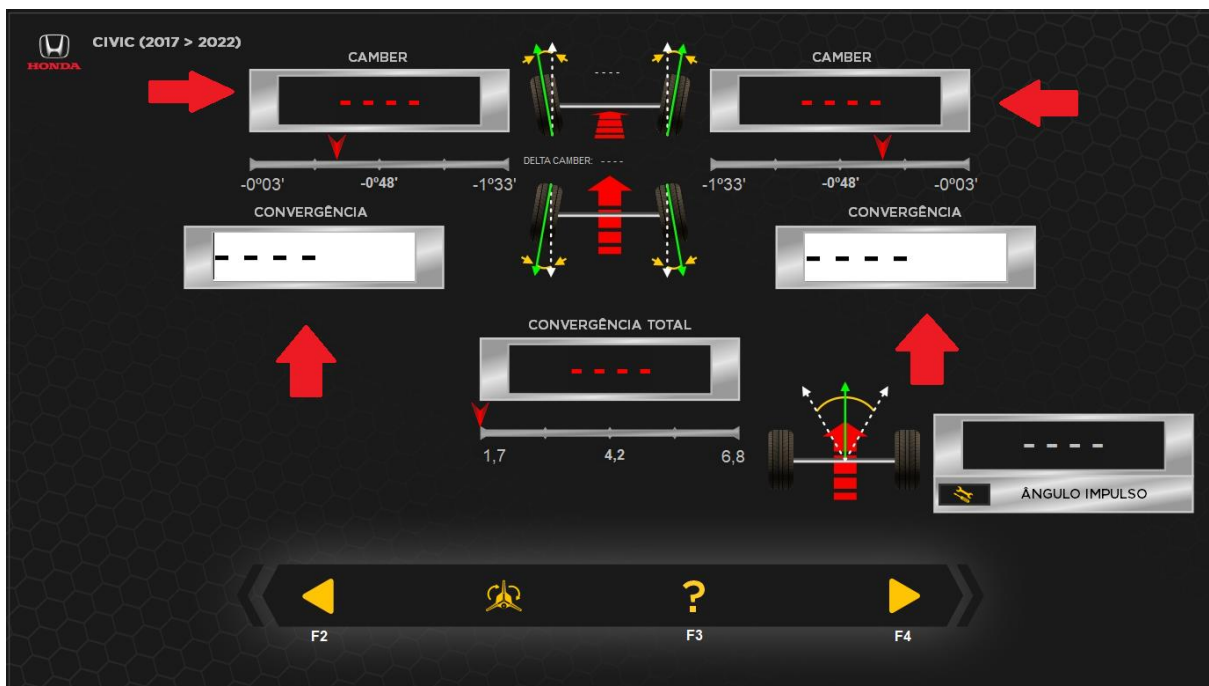 CIVIC (2017 > 2022)
HONDA
CAMBER
CAMBER
- - - -
- - - -
- - - -
DELTA CAMBER: - - - -
-0º03'
-0º48'
-1º33'
-1º33'
-0º48'
-0º03'
CONVERGÊNCIA
CONVERGÊNCIA
- - - -
- - - -
CONVERGÊNCIA TOTAL
- - - -
1,7
4,2
6,8
- - - -
ÂNGULO IMPULSO
?
F2
F3
F4